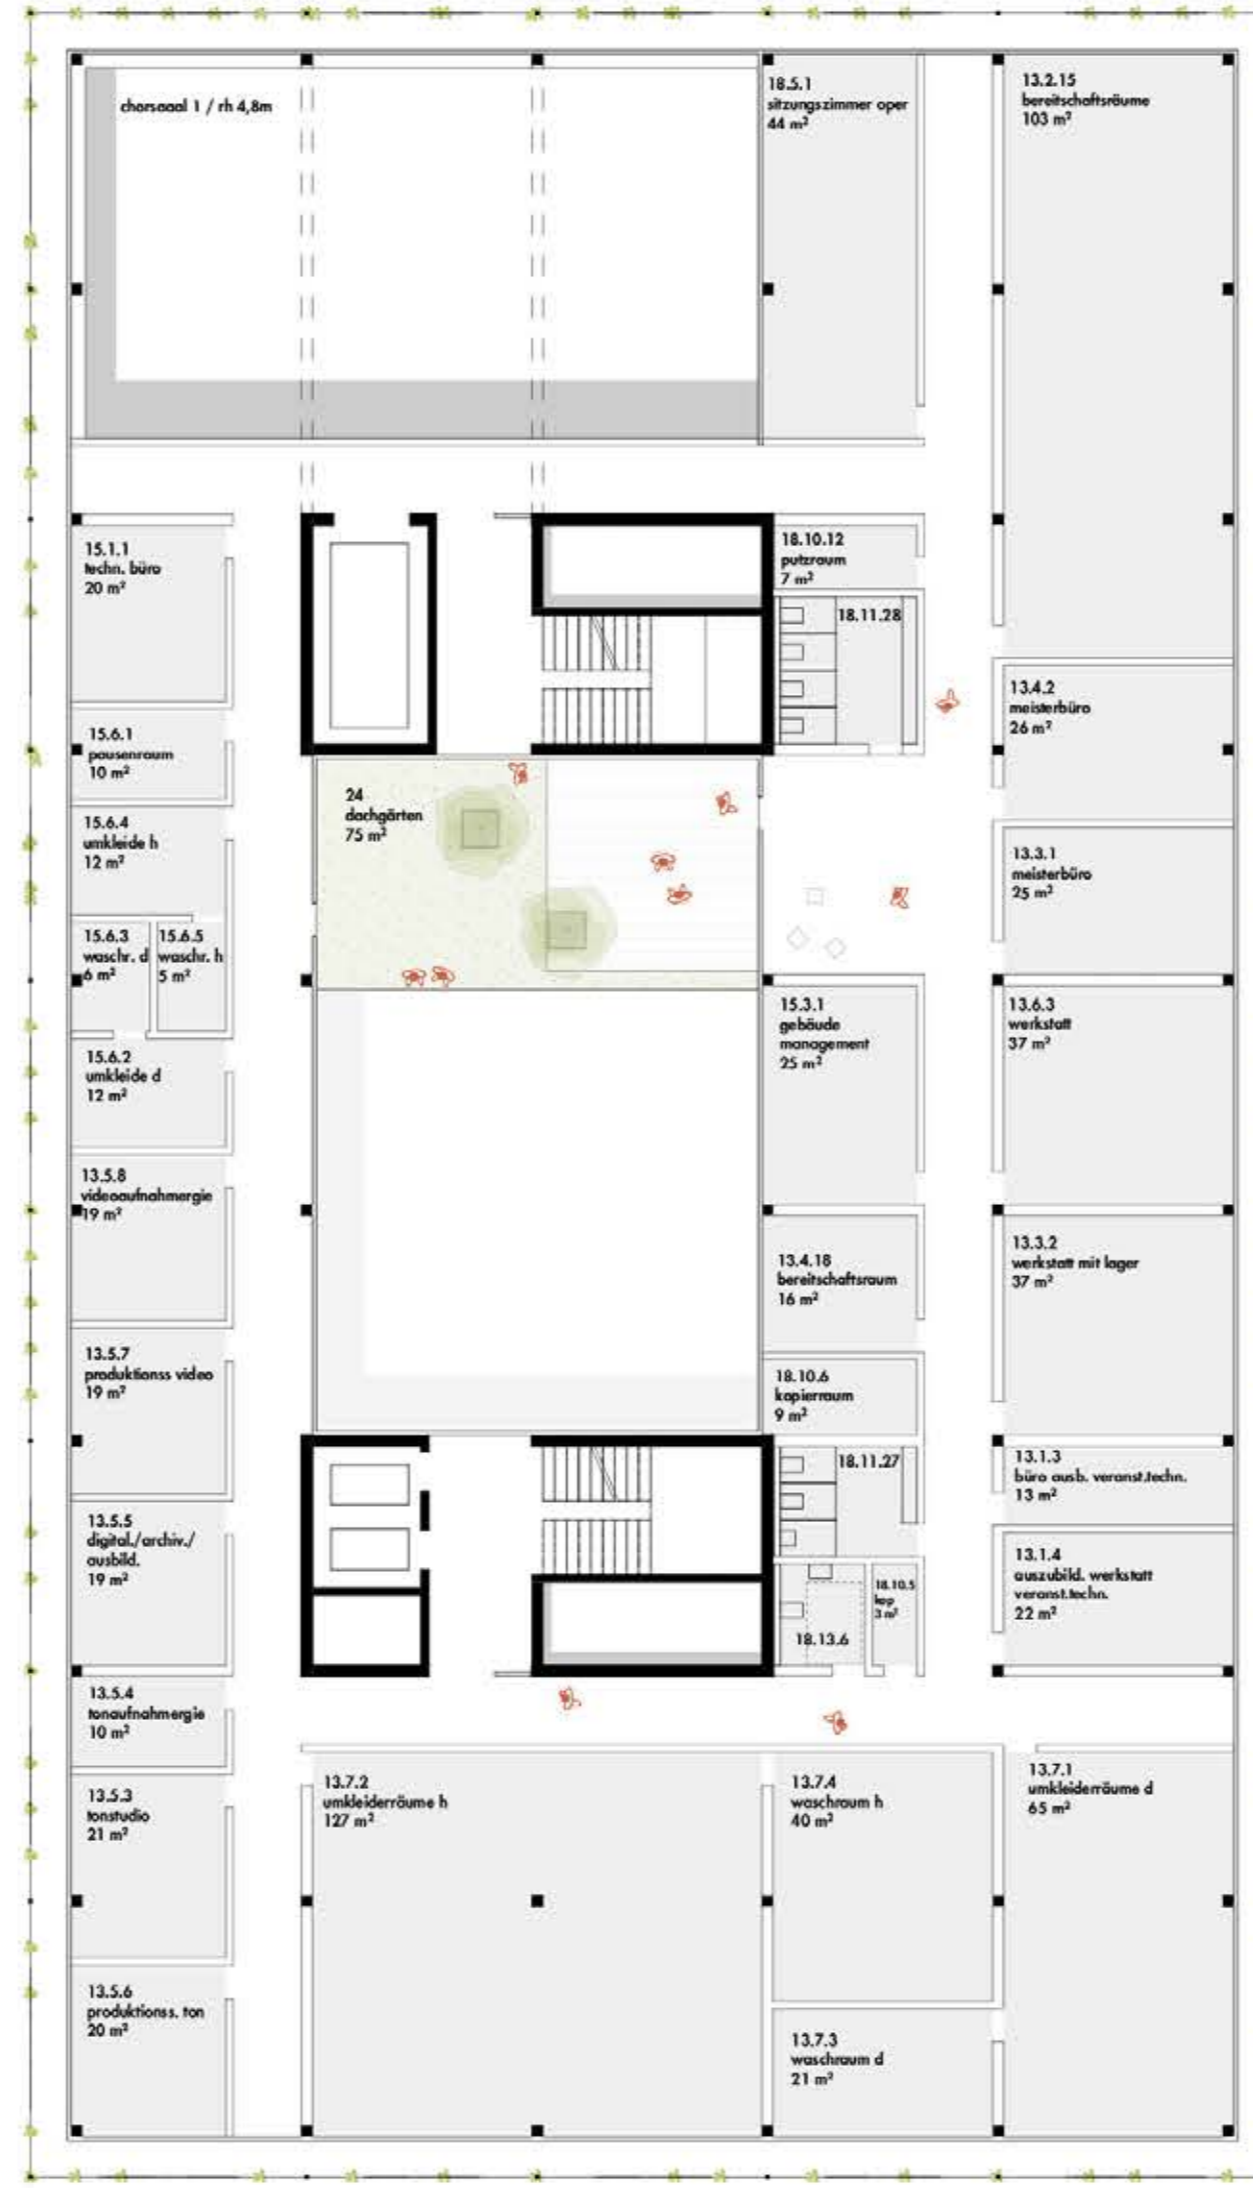 chorsaaal 1 / rh 4,8m
18.5.1
sitzungszimmer oper
44 m²
13.2.15
bereitschaftsräume
103 m²
15.1.1
techn. büro
20 m²
18.10.12
putzraum
7 m²
18.11.28
13.4.2
meisterbüro
26 m²
15.6.1
pausenraum
10 m²
24
dachgärten
75 m²
15.6.4
umkleide h
12 m²
13.3.1
meisterbüro
25 m²
15.6.3
waschr. d
6 m²
15.6.5
waschr. h
5 m²
15.3.1
gebäude
management
25 m²
13.6.3
werkstatt
37 m²
15.6.2
umkleide d
12 m²
13.5.8
videoaufnahmergie
19 m²
13.3.2
werkstatt mit lager
37 m²
13.4.18
bereitschaftsraum
16 m²
13.5.7
produktionss video
19 m²
18.10.6
kopierraum
9 m²
18.11.27
13.1.3
büro ausb. veranst.techn.
13 m²
13.5.5
digital./archiv./
ausbild.
19 m²
13.1.4
auszubild. werkstatt
veranst.techn.
22 m²
18.10.5
kop
3 m²
18.13.6
13.5.4
tonaufnahmergie
10 m²
13.5.3
tonstudio
21 m²
13.7.2
umkleiderräume h
127 m²
13.7.4
waschraum h
40 m²
13.7.1
umkleiderräume d
65 m²
13.5.6
produktionss. ton
20 m²
13.7.3
waschraum d
21 m²